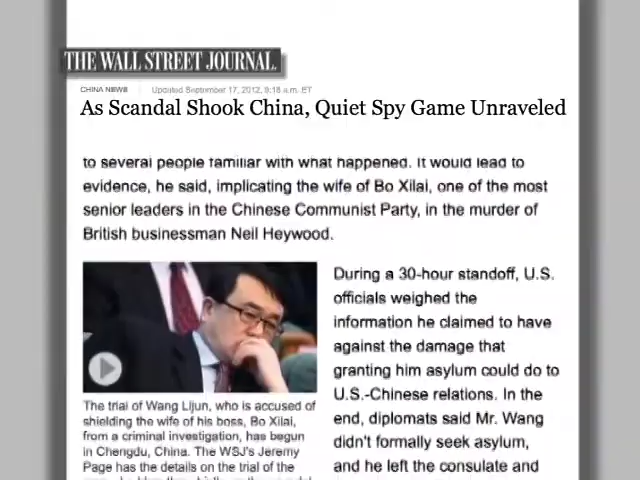 THE WALL STREET JOURNAL.
CHINA NEWS Updated September 17, 2012, 9:18 a.m. ET
As Scandal Shook China, Quiet Spy Game Unraveled
to several people familiar with what happened. It would lead to
evidence, he said, implicating the wife of Bo Xilai, one of the most
senior leaders in the Chinese Communist Party, in the murder of
British businessman Neil Heywood.
During a 30-hour standoff, U.S.
officials weighed the
information he claimed to have
against the damage that
granting him asylum could do to
U.S.-Chinese relations. In the
end, diplomats said Mr. Wang
didn't formally seek asylum,
and he left the consulate and
The trial of Wang Lijun, who is accused of
shielding the wife of his boss, Bo Xilai,
from a criminal investigation, has begun
in Chengdu, China. The WSJ's Jeremy
Page has the details on the trial of the